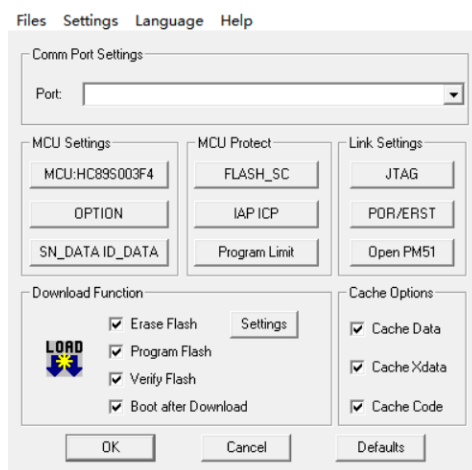 Files Settings Language Help
Comm Port Settings
Port:
MCU Settings MCU Protect Link Settings
MCU:HC89S003F4 FLASH_SC JTAG
OPTION IAP ICP POR/ERST
SN_DATA ID_DATA Program Limit Open PM51
Download Function Cache Options
Erase Flash Settings Cache Data
LOAD Program Flash
Cache Xdata
Verify Flash
Boot after Download Cache Code
OK Cancel Defaults